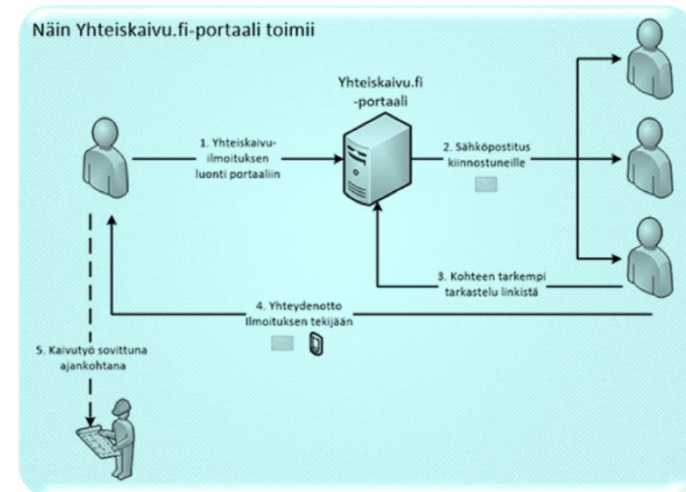 Näin Yhteiskaivu.fi-portaali toimii
Yhteiskaivu.fi
-portaali
1. Yhteiskaivu-
ilmoituksen
luonti portaaliin
2. Sähköpostitus
kiinnostuneille
3. Kohteen tarkempi
tarkastelu linkistä
4. Yhteydenotto
Ilmoituksen tekijään
5. Kaivutyö sovittuna
ajankohtana